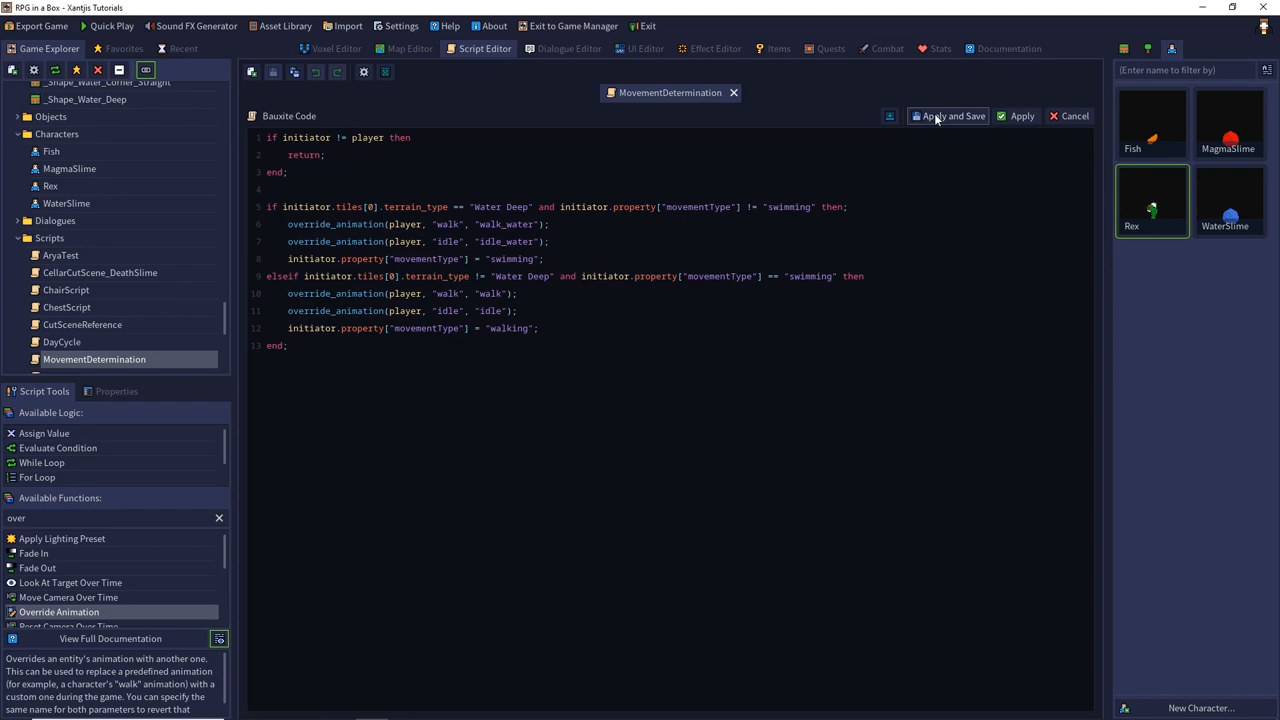 RPG in a Box - Xantjis Tutorials
Export Game Quick Play Sound FX Generator Asset Library Import Settings Help About Exit to Game Manager Exit
Game Explorer Favorites Recent Voxel Editor Map Editor Script Editor Dialogue Editor UI Editor Effect Editor Items Quests Combat Stats Documentation
(Enter name to filter by)
_Shape_Water_Corner_Straight
_Shape_Water_Deep
Objects
Characters
Fish
MagmaSlime
Rex
WaterSlime
Dialogues
Scripts
AryaTest
CellarCutScene_DeathSlime
ChairScript
ChestScript
CutSceneReference
DayCycle
MovementDetermination
Script Tools Properties
Available Logic:
Assign Value
Evaluate Condition
While Loop
For Loop
Available Functions:
over
Apply Lighting Preset
Fade In
Fade Out
Look At Target Over Time
Move Camera Over Time
Override Animation
Reset Camera Over Time
View Full Documentation
Overrides an entity's animation with another one.
This can be used to replace a predefined animation
(for example, a character's "walk" animation) with a
custom one during the game. You can specify the
same name for both parameters to revert that
MovementDetermination
Bauxite Code Apply and Save Apply Cancel
1 if initiator != player then
2 return;
3 end;
4
5 if initiator.tiles[0].terrain_type == "Water Deep" and initiator.property["movementType"] != "swimming" then;
6 override_animation(player, "walk", "walk_water");
7 override_animation(player, "idle", "idle_water");
8 initiator.property["movementType"] = "swimming";
9 elseif initiator.tiles[0].terrain_type != "Water Deep" and initiator.property["movementType"] == "swimming" then
10 override_animation(player, "walk", "walk");
11 override_animation(player, "idle", "idle");
12 initiator.property["movementType"] = "walking";
13 end;
Fish MagmaSlime
Rex WaterSlime
New Character...